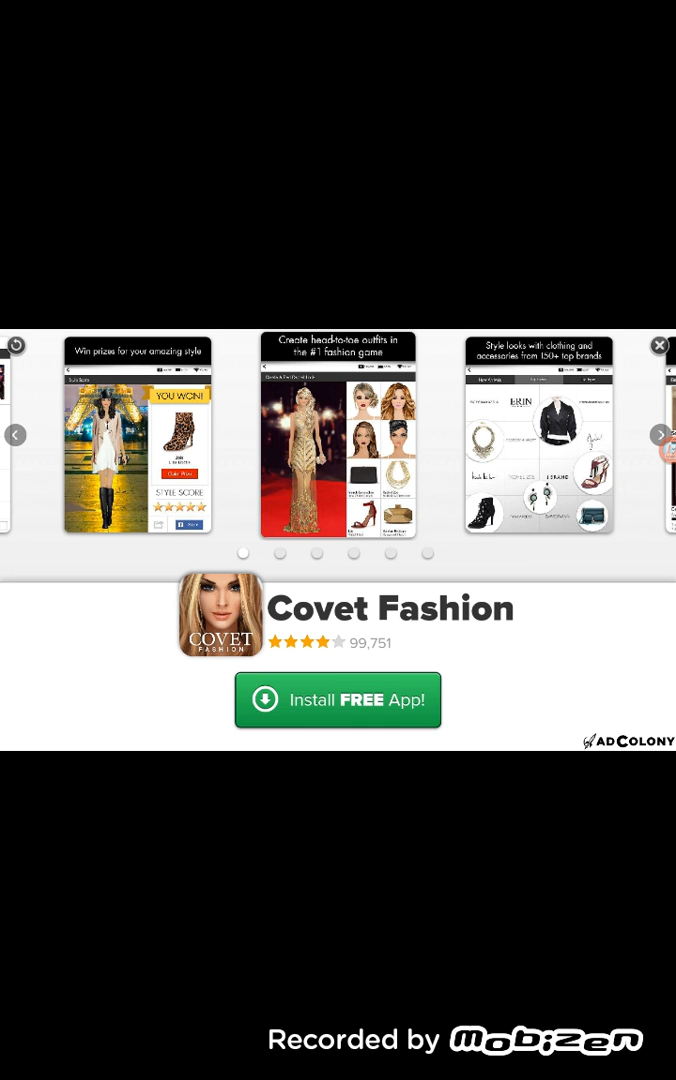 Win prizes for your amazing style
YOU WON!
Claim Prize
STYLE SCORE
Create head-to-toe outfits in
the #1 fashion game
Style looks with clothing and
accessories from 150+ top brands
ERIN
COVET
FASHION
Covet Fashion
99,751
Install FREE App!
ADCOLONY
Recorded by mobizen